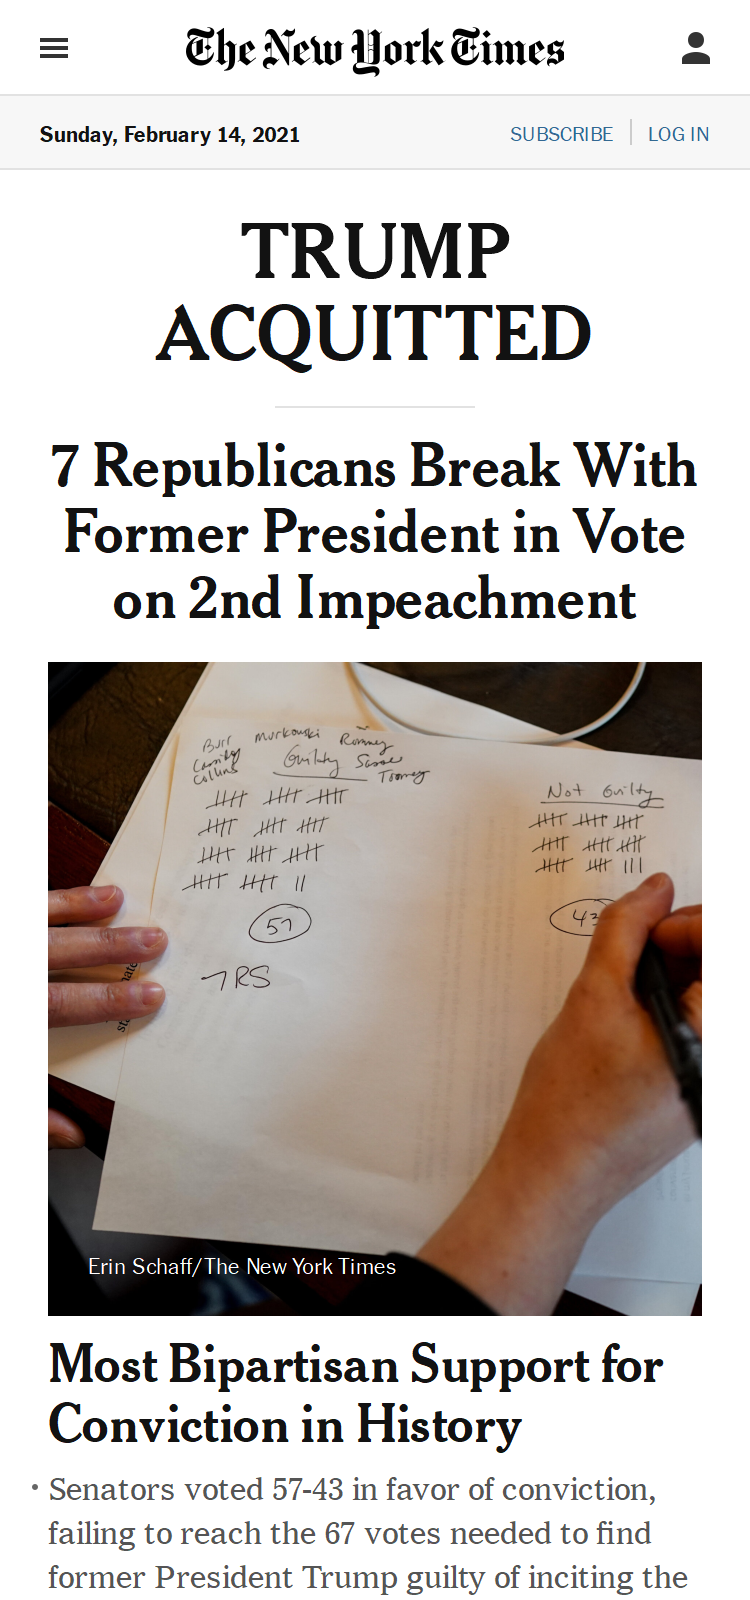 The New York Times
Sunday, February 14, 2021
SUBSCRIBE
LOG IN
TRUMP
ACQUITTED
7 Republicans Break With
Former President in Vote
on 2nd Impeachment
Burr Murkowski Romney
Cassidy Guilty Sasse
Collins Toomey
Not Guilty
57
43
7 RS
Erin Schaff/The New York Times
Most Bipartisan Support for
Conviction in History
• Senators voted 57-43 in favor of conviction,
failing to reach the 67 votes needed to find
former President Trump guilty of inciting the